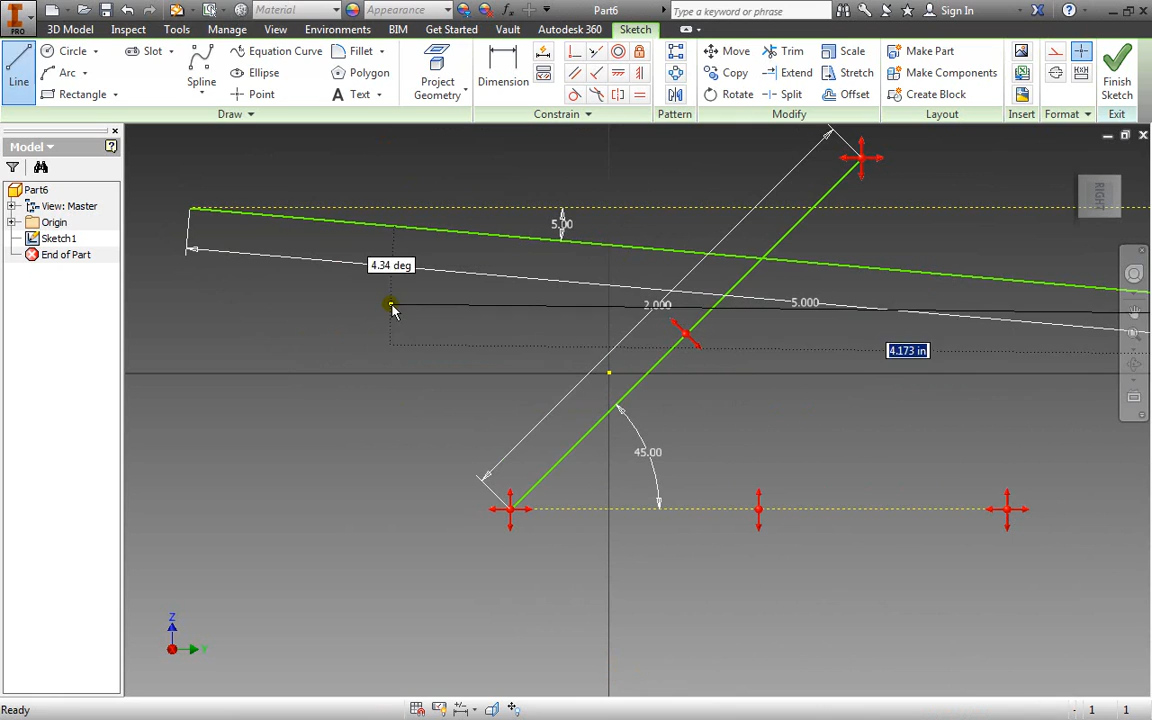 PRO
Material
Appearance
Part6
Type a keyword or phrase
Sign In
3D Model Inspect Tools Manage View Environments BIM Get Started Vault Autodesk 360 Sketch
Line
Circle
Arc
Rectangle
Slot
Spline
Equation Curve
Ellipse
Point
Fillet
Polygon
Text
Project
Geometry
Dimension
Move
Copy
Rotate
Trim
Extend
Split
Scale
Stretch
Offset
Make Part
Make Components
Create Block
Finish
Sketch
Draw Constrain Pattern Modify Layout Insert Format Exit
Model
Part6
View: Master
Origin
Sketch1
End of Part
RIGHT
5.00
4.34 deg
2.000
5.000
4.173 in
45.00
Z
Y
Ready
1 1